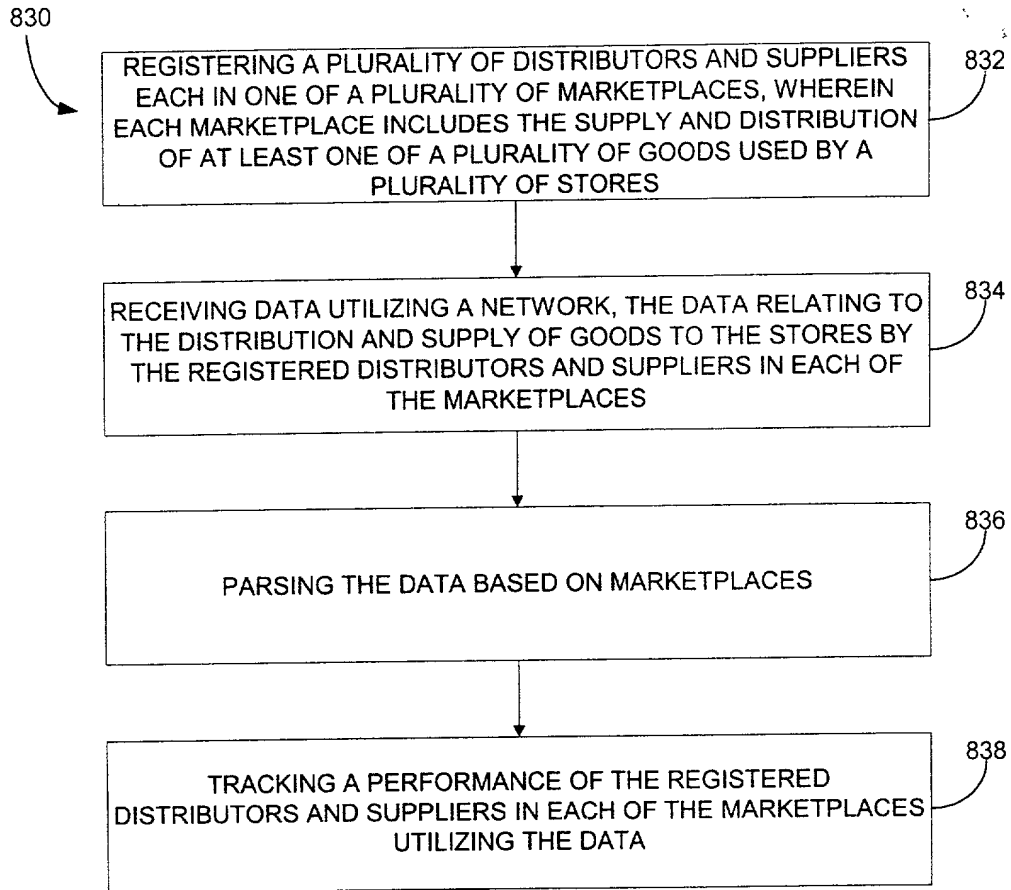 830
REGISTERING A PLURALITY OF DISTRIBUTORS AND SUPPLIERS
EACH IN ONE OF A PLURALITY OF MARKETPLACES, WHEREIN
EACH MARKETPLACE INCLUDES THE SUPPLY AND DISTRIBUTION
OF AT LEAST ONE OF A PLURALITY OF GOODS USED BY A
PLURALITY OF STORES
832
RECEIVING DATA UTILIZING A NETWORK, THE DATA RELATING TO
THE DISTRIBUTION AND SUPPLY OF GOODS TO THE STORES BY
THE REGISTERED DISTRIBUTORS AND SUPPLIERS IN EACH OF
THE MARKETPLACES
834
PARSING THE DATA BASED ON MARKETPLACES
836
TRACKING A PERFORMANCE OF THE REGISTERED
DISTRIBUTORS AND SUPPLIERS IN EACH OF THE MARKETPLACES
UTILIZING THE DATA
838